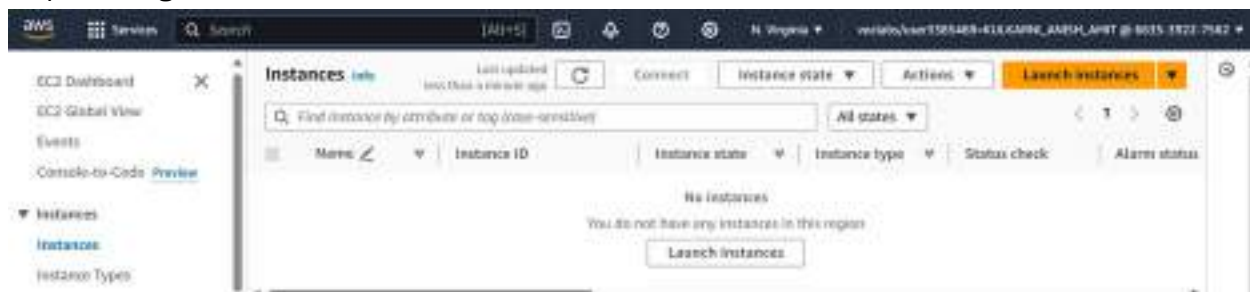 aws Services Search [Alt+S] N. Virginia
EC2 Dashboard
EC2 Global View
Events
Console-to-Code Preview
Instances
Instances
Instance Types
Instances Info Last updated less than a minute ago Connect Instance state Actions Launch instances
Find Instance by attribute or tag (case-sensitive) All states 1
Name Instance ID Instance state Instance type Status check Alarm status
No instances
You do not have any instances in this region
Launch instances